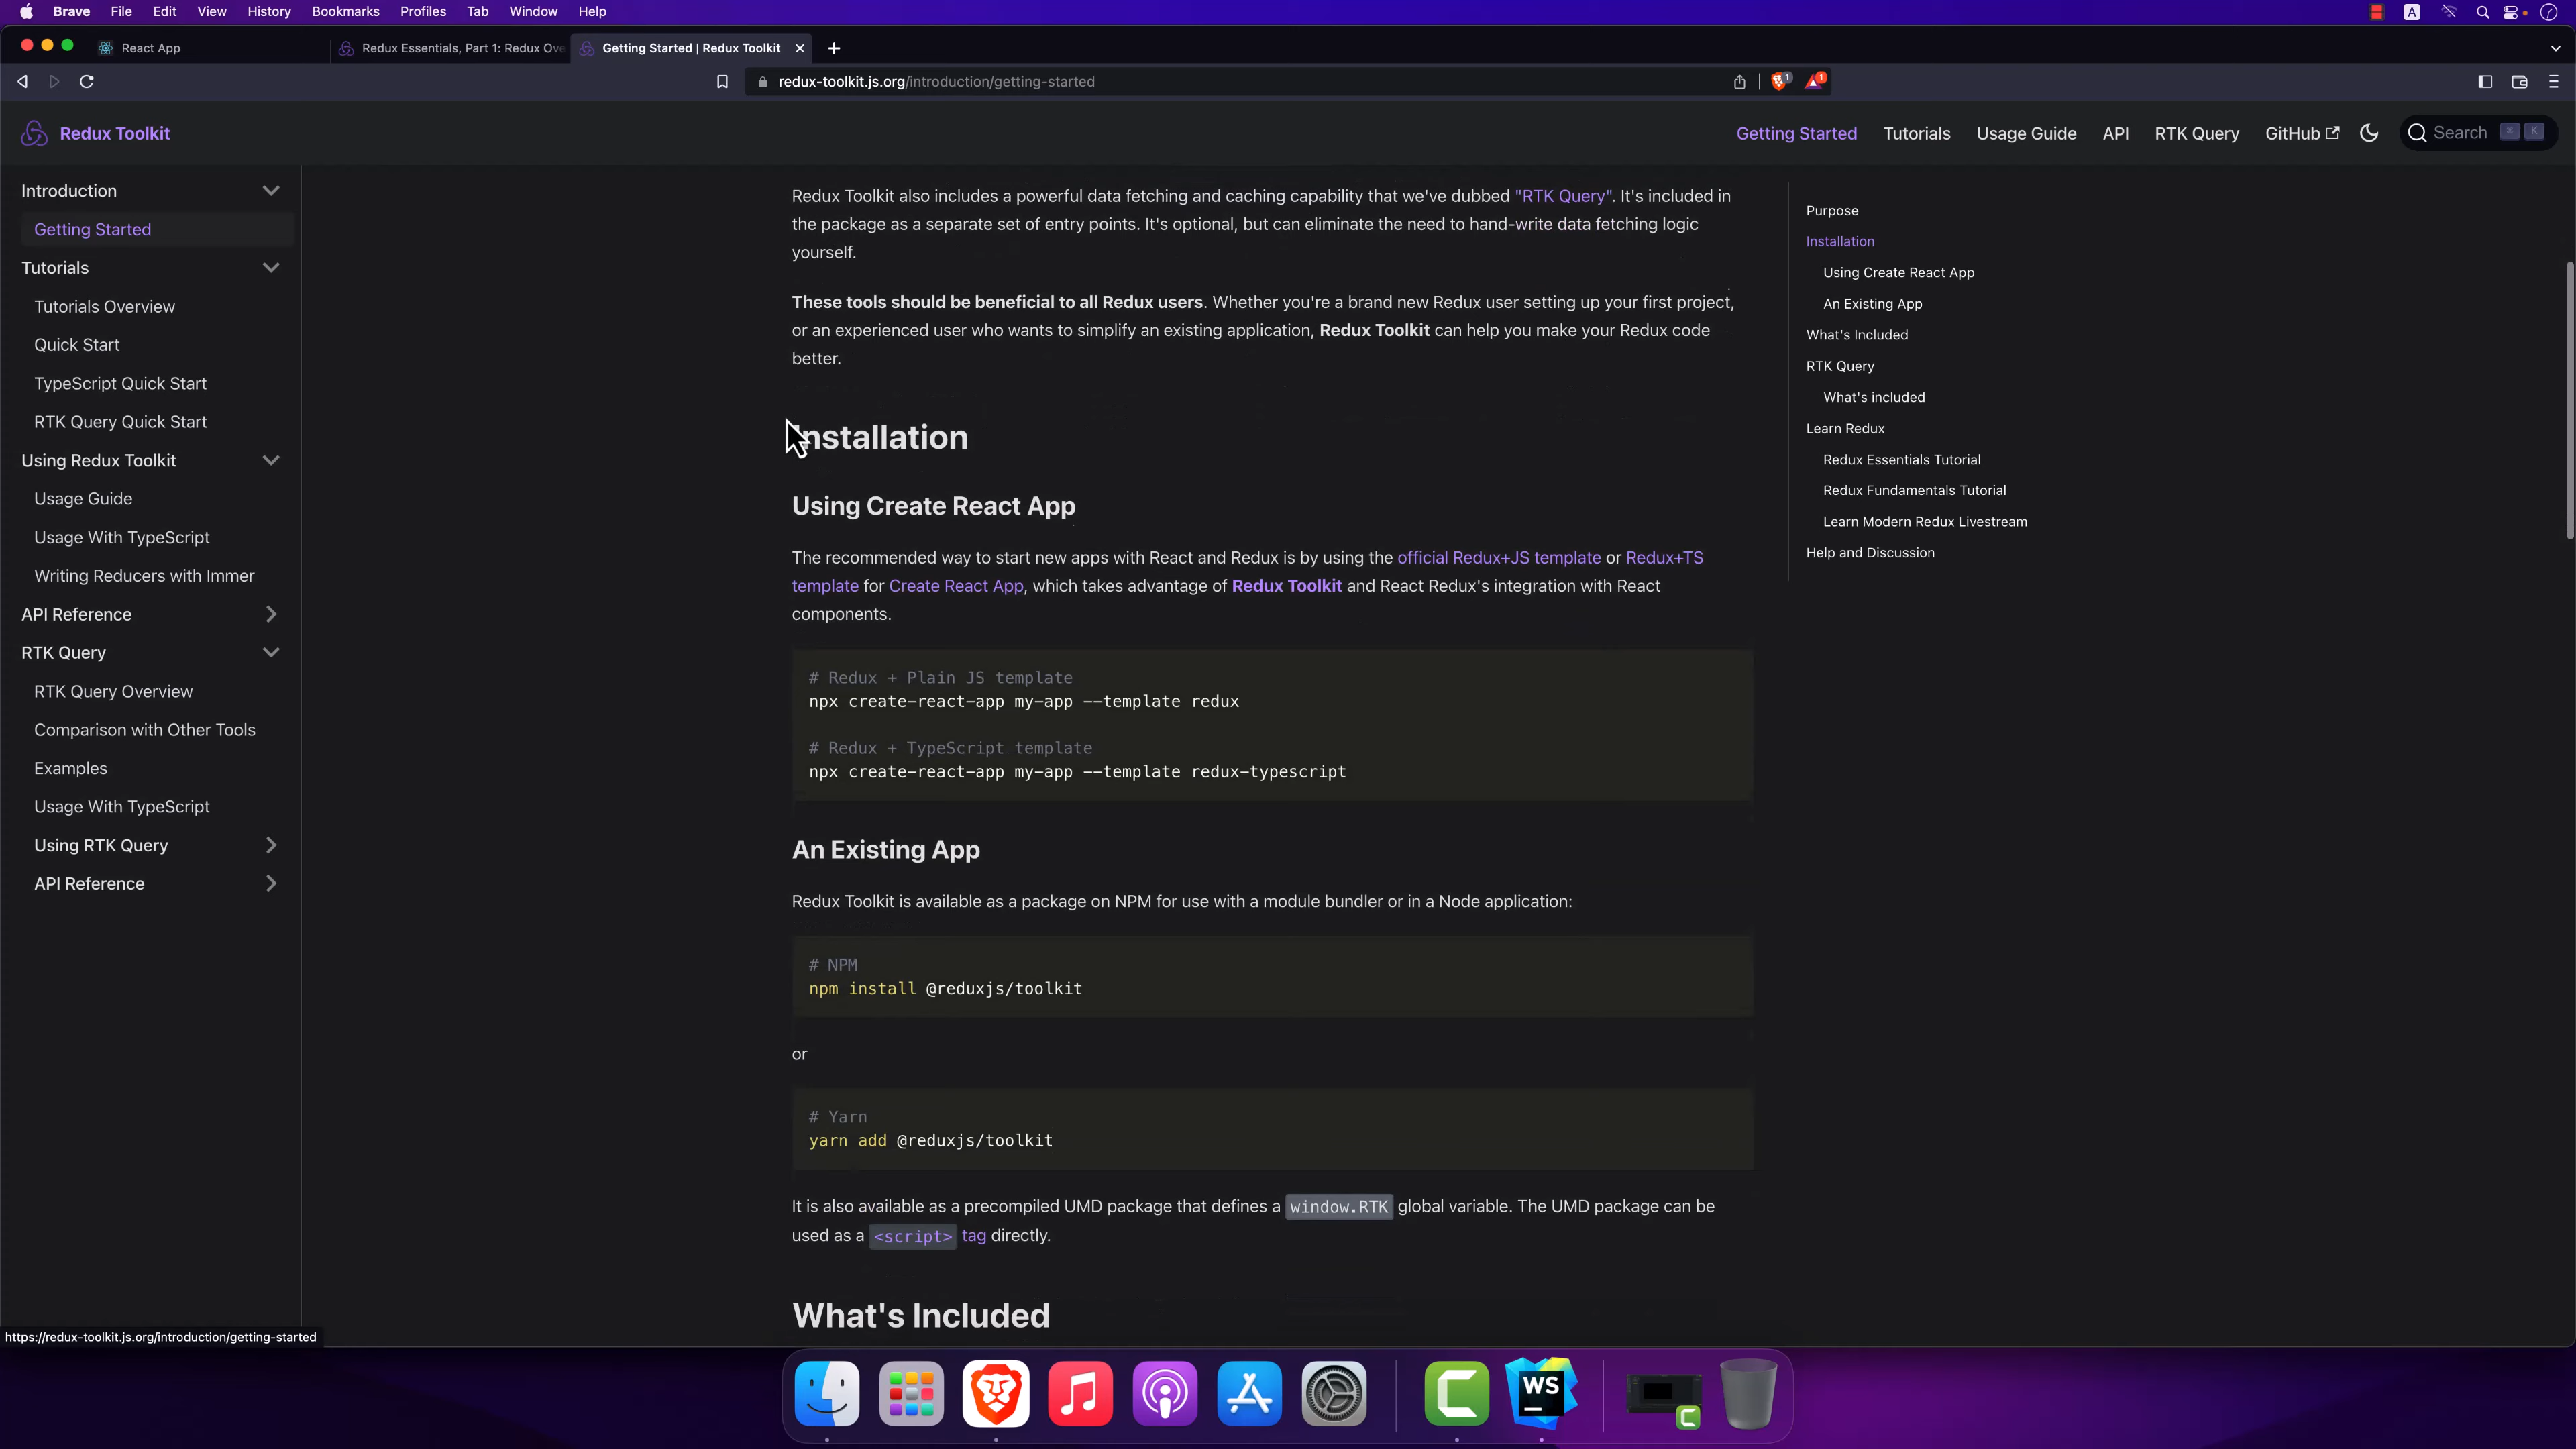 Brave File Edit View History Bookmarks Profiles Tab Window Help
A
React App
Redux Essentials, Part 1: Redux Ove
Getting Started | Redux Toolkit
redux-toolkit.js.org/introduction/getting-started
1
1
Redux Toolkit
Getting Started Tutorials Usage Guide API RTK Query GitHub Search ⌘ K
Introduction
Getting Started
Tutorials
Tutorials Overview
Quick Start
TypeScript Quick Start
RTK Query Quick Start
Using Redux Toolkit
Usage Guide
Usage With TypeScript
Writing Reducers with Immer
API Reference
RTK Query
RTK Query Overview
Comparison with Other Tools
Examples
Usage With TypeScript
Using RTK Query
API Reference
Redux Toolkit also includes a powerful data fetching and caching capability that we've dubbed "RTK Query". It's included in
the package as a separate set of entry points. It's optional, but can eliminate the need to hand-write data fetching logic
yourself.
These tools should be beneficial to all Redux users. Whether you're a brand new Redux user setting up your first project,
or an experienced user who wants to simplify an existing application, Redux Toolkit can help you make your Redux code
better.
Installation
Using Create React App
The recommended way to start new apps with React and Redux is by using the official Redux+JS template or Redux+TS
template for Create React App, which takes advantage of Redux Toolkit and React Redux's integration with React
components.
# Redux + Plain JS template
npx create-react-app my-app --template redux
# Redux + TypeScript template
npx create-react-app my-app --template redux-typescript
An Existing App
Redux Toolkit is available as a package on NPM for use with a module bundler or in a Node application:
# NPM
npm install @reduxjs/toolkit
or
# Yarn
yarn add @reduxjs/toolkit
It is also available as a precompiled UMD package that defines a window.RTK global variable. The UMD package can be
used as a <script> tag directly.
What's Included
Purpose
Installation
Using Create React App
An Existing App
What's Included
RTK Query
What's included
Learn Redux
Redux Essentials Tutorial
Redux Fundamentals Tutorial
Learn Modern Redux Livestream
Help and Discussion
https://redux-toolkit.js.org/introduction/getting-started
WS